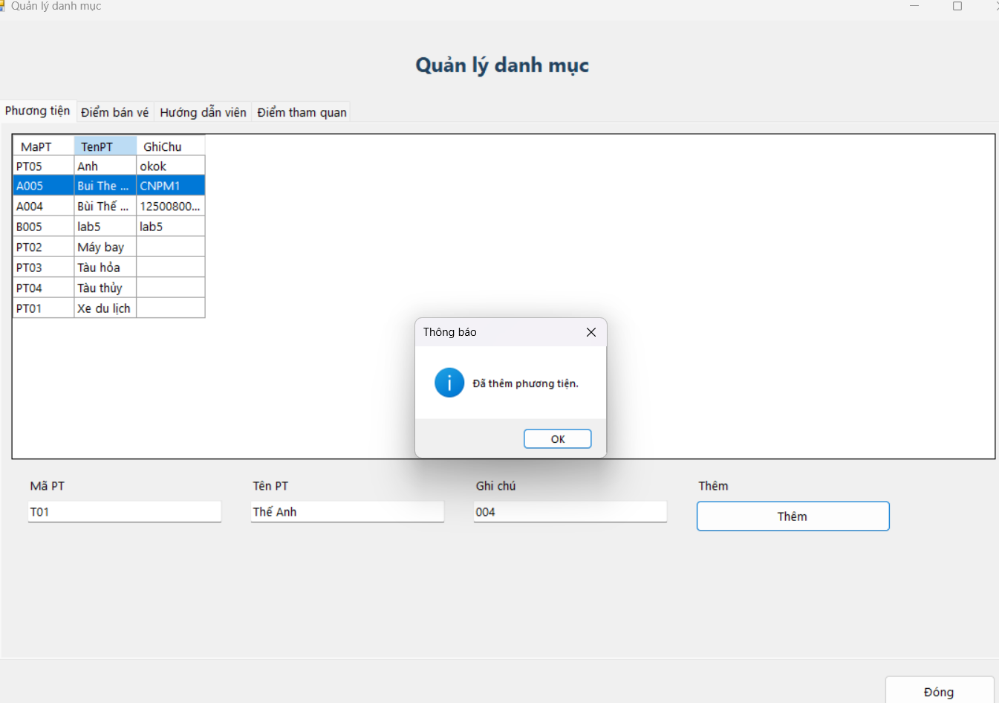 Quản lý danh mục
Quản lý danh mục
Phương tiện Điểm bán vé Hướng dẫn viên Điểm tham quan
MaPT TenPT GhiChu
PT05 Anh okok
A005 Bui The ... CNPM1
A004 Bùi Thế ... 12500800...
B005 lab5 lab5
PT02 Máy bay
PT03 Tàu hỏa
PT04 Tàu thủy
PT01 Xe du lịch
Thông báo
Đã thêm phương tiện.
OK
Mã PT Tên PT Ghi chú Thêm
T01 Thế Anh 004 Thêm
Đóng